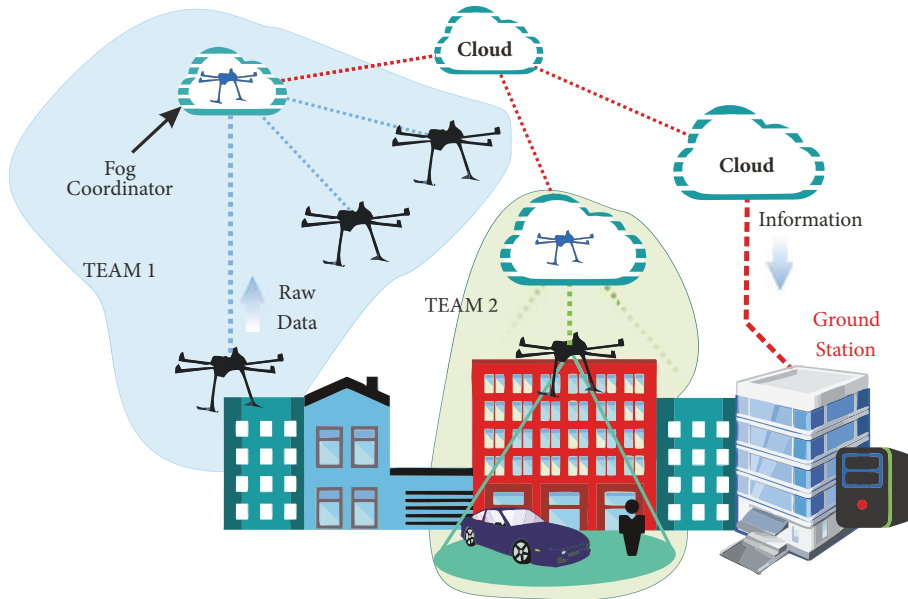 Cloud
Cloud
Fog
Coordinator
Information
TEAM 1
Raw
Data
TEAM 2
Ground
Station